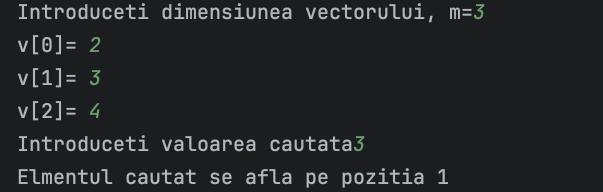 Introduceti dimensiunea vectorului, m=3
v[0]= 2
v[1]= 3
v[2]= 4
Introduceti valoarea cautata3
Elmentul cautat se afla pe pozitia 1